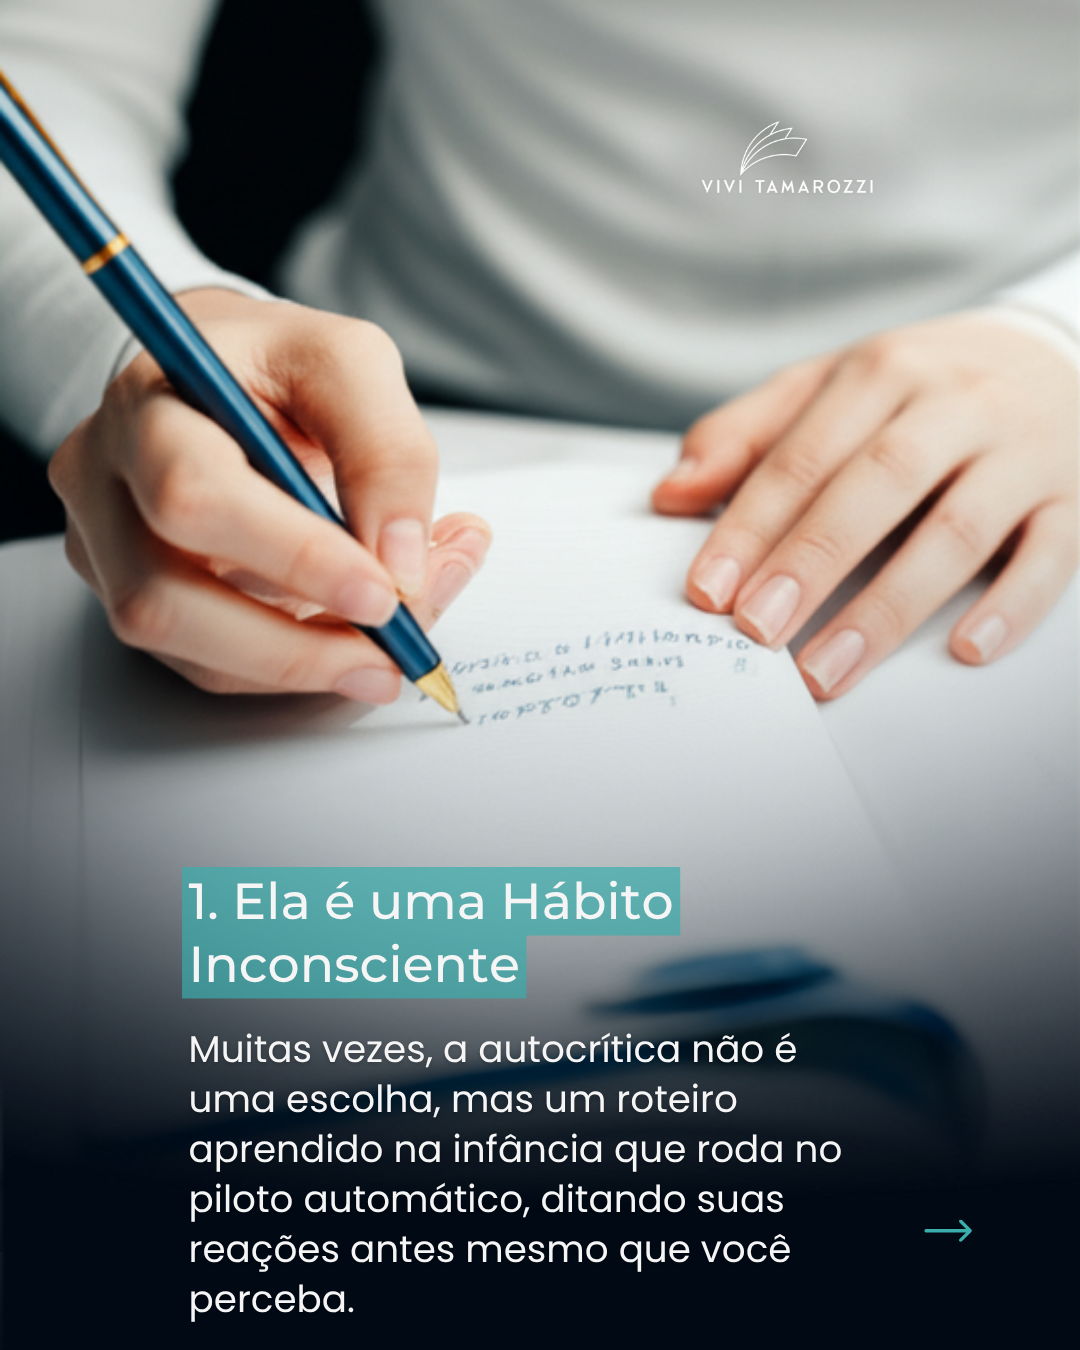 VIVI TAMAROZZI
1. Ela é uma Hábito
Inconsciente
Muitas vezes, a autocrítica não é
uma escolha, mas um roteiro
aprendido na infância que roda no
piloto automático, ditando suas
reações antes mesmo que você
perceba.